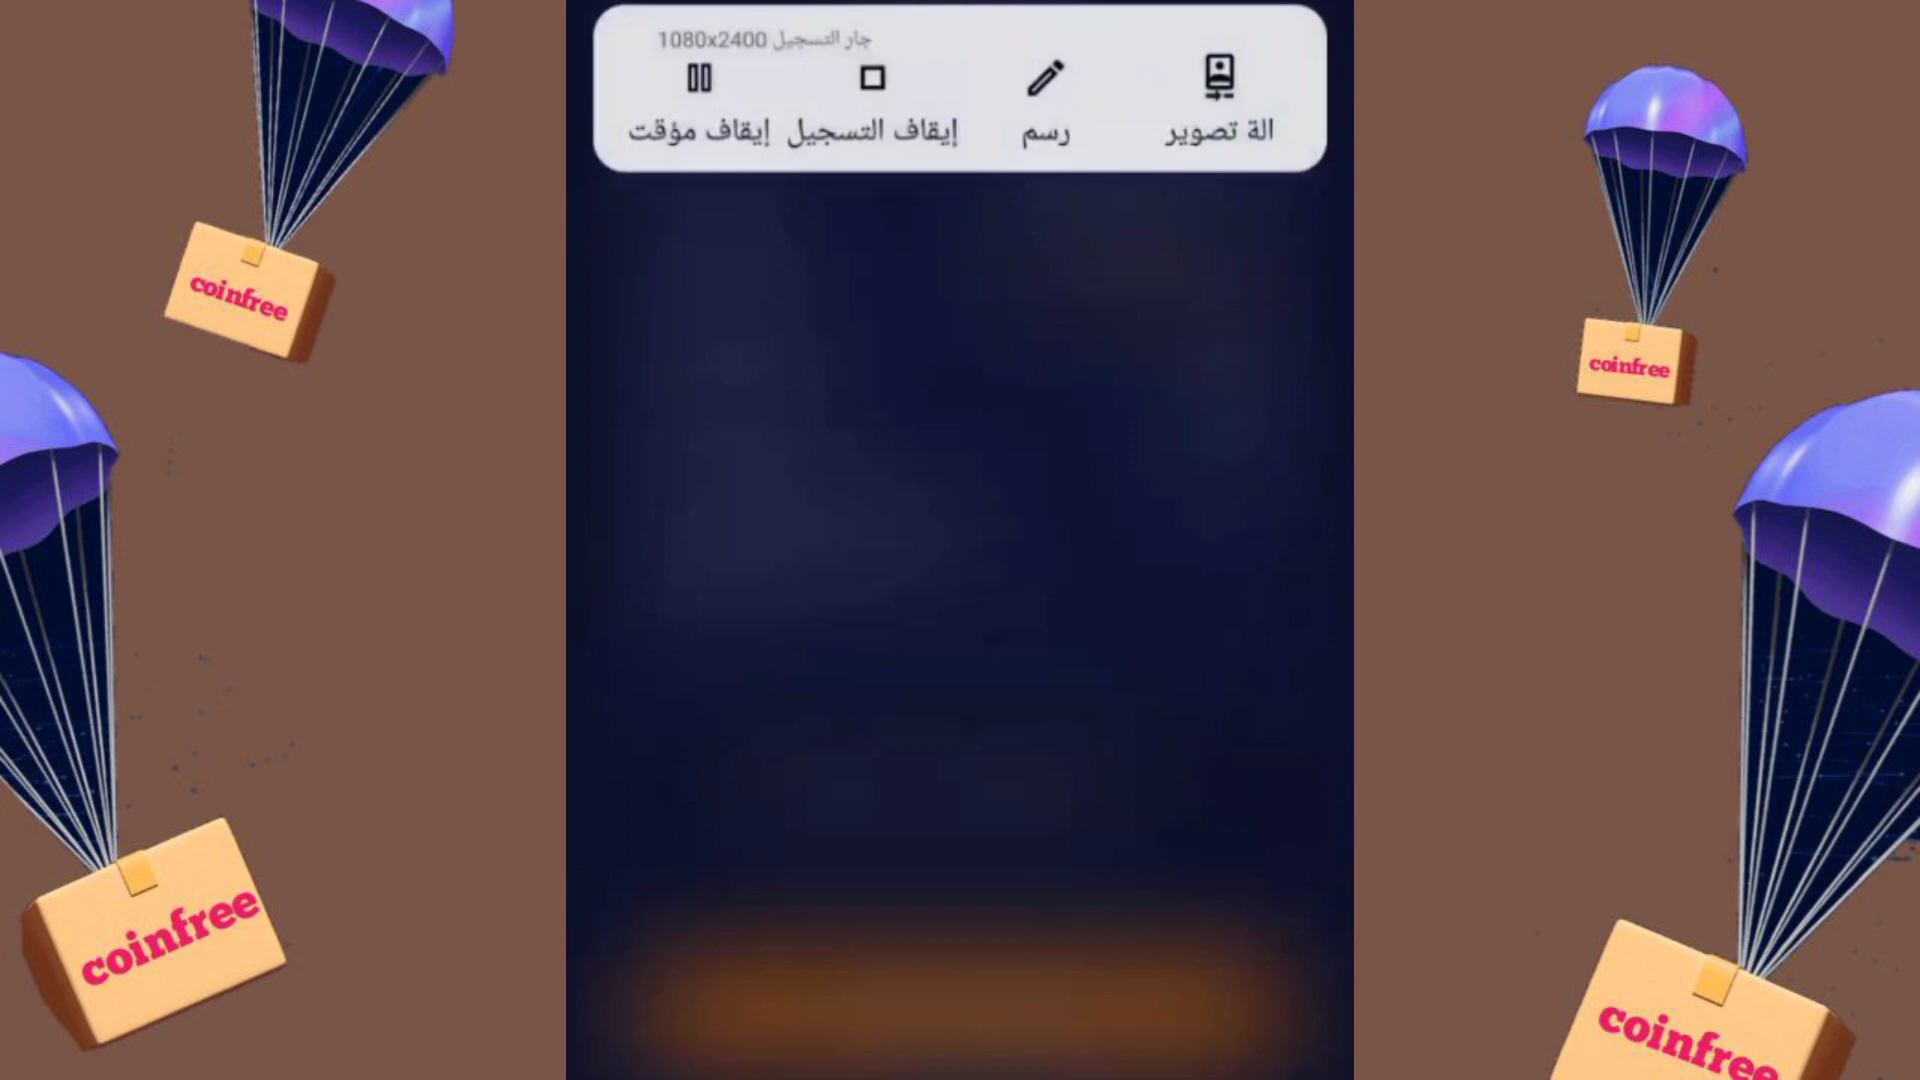 جار التسجيل 1080x2400
الة تصوير
رسم
إيقاف التسجيل
إيقاف مؤقت
coinfree
coinfree
coinfree
coinfree